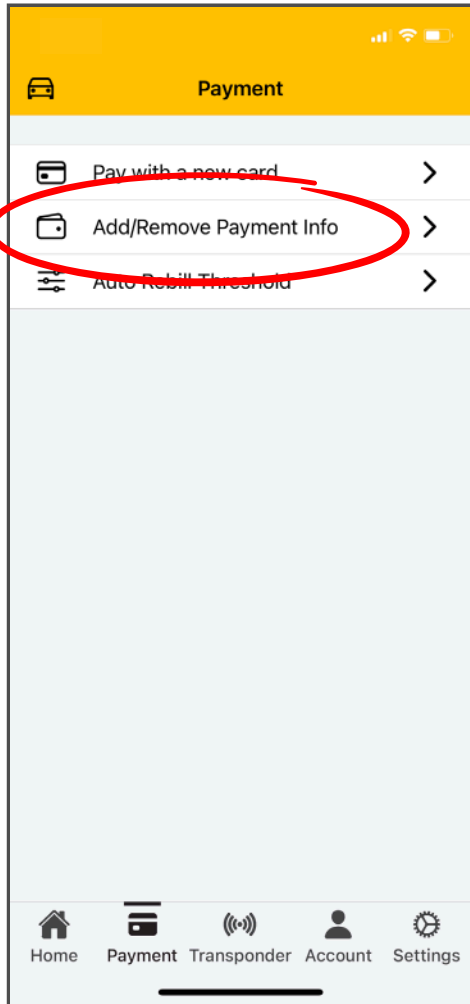 Payment
Pay with a new card
Add/Remove Payment Info
Auto Rebill Threshold
Home Payment Transponder Account Settings